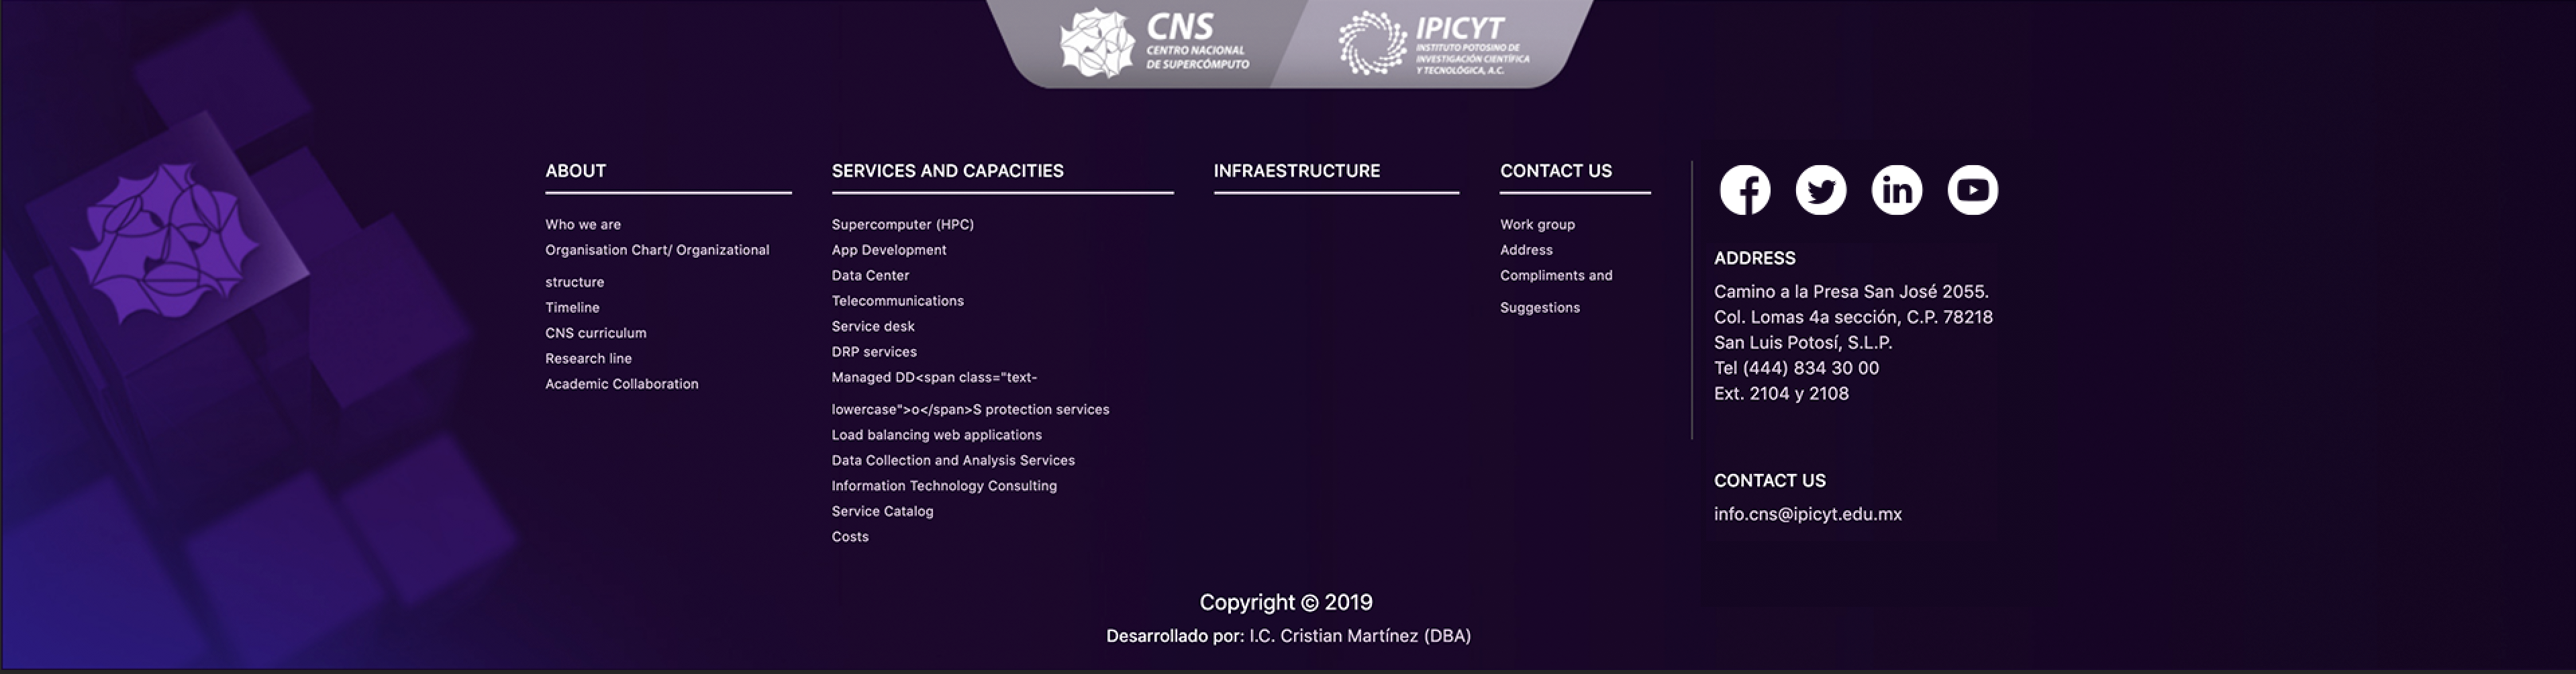 CNS
CENTRO NACIONAL
DE SUPERCÓMPUTO
IPICYT
INSTITUTO POTOSINO DE
INVESTIGACIÓN CIENTÍFICA
Y TECNOLÓGICA, A.C.
ABOUT
Who we are
Organisation Chart/ Organizational
structure
Timeline
CNS curriculum
Research line
Academic Collaboration
SERVICES AND CAPACITIES
Supercomputer (HPC)
App Development
Data Center
Telecommunications
Service desk
DRP services
Managed DD<span class="text-
lowercase">o</span>S protection services
Load balancing web applications
Data Collection and Analysis Services
Information Technology Consulting
Service Catalog
Costs
INFRAESTRUCTURE
CONTACT US
Work group
Address
Compliments and
Suggestions
ADDRESS
Camino a la Presa San José 2055.
Col. Lomas 4a sección, C.P. 78218
San Luis Potosí, S.L.P.
Tel (444) 834 30 00
Ext. 2104 y 2108
CONTACT US
info.cns@ipicyt.edu.mx
Copyright © 2019
Desarrollado por: I.C. Cristian Martínez (DBA)